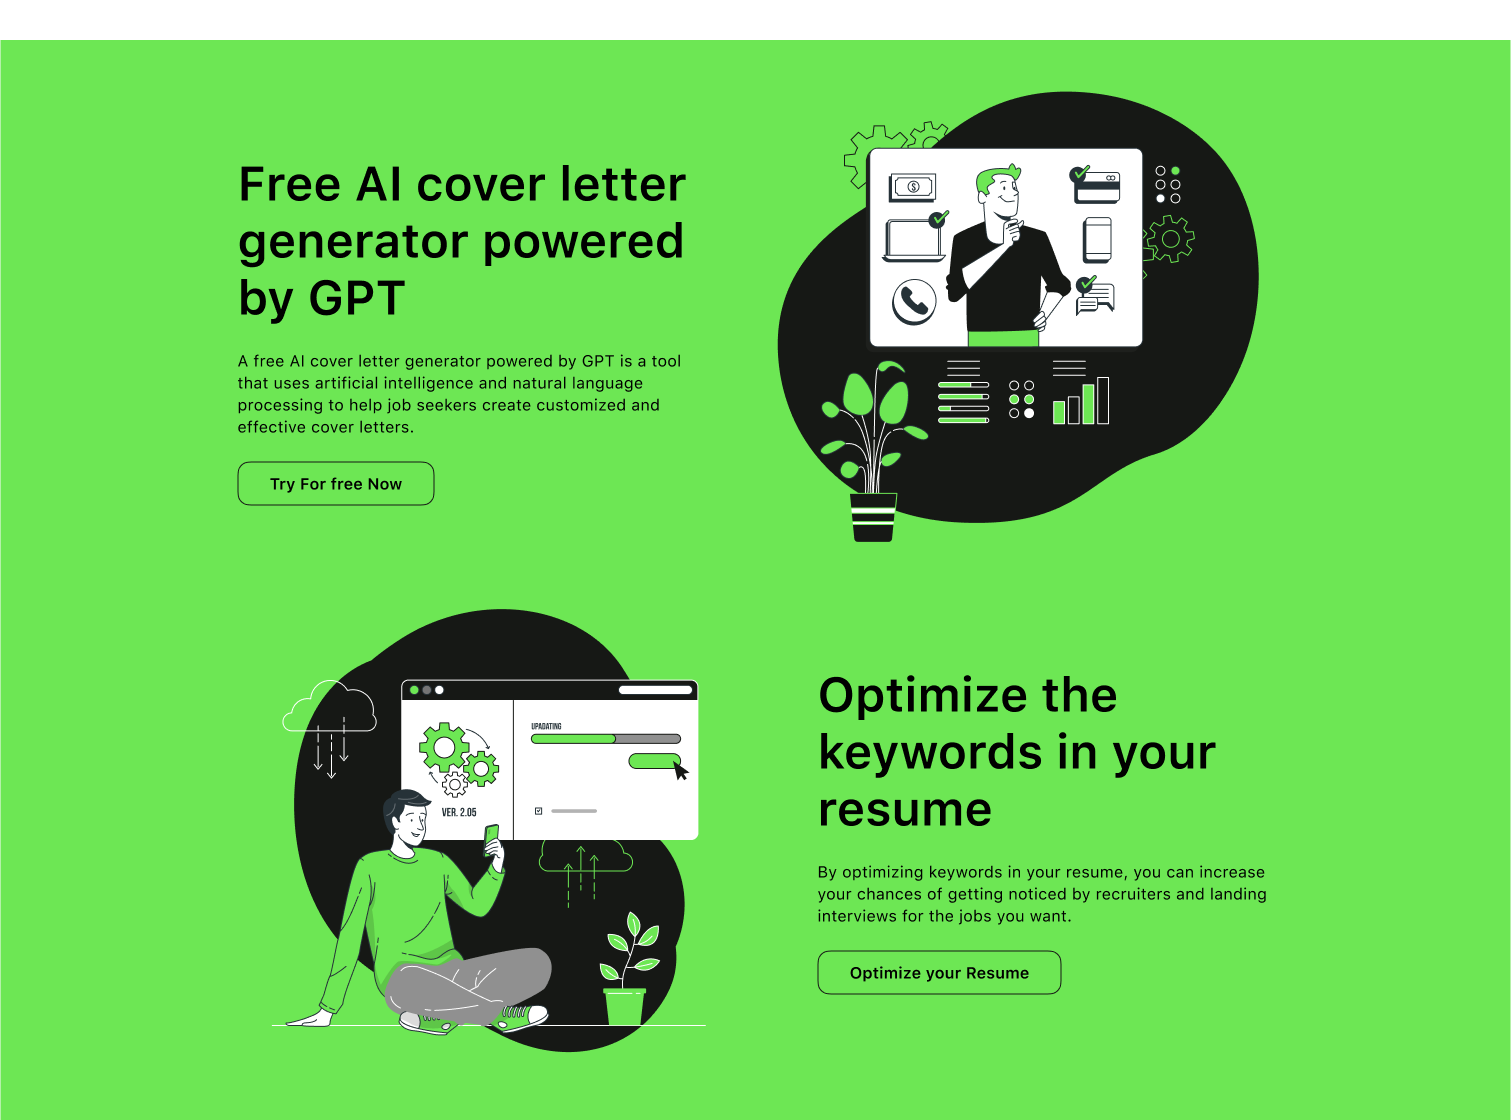 Free AI cover letter
generator powered
by GPT
A free AI cover letter generator powered by GPT is a tool
that uses artificial intelligence and natural language
processing to help job seekers create customized and
effective cover letters.
Try For free Now
UPADATING
VER. 2.05
Optimize the
keywords in your
resume
By optimizing keywords in your resume, you can increase
your chances of getting noticed by recruiters and landing
interviews for the jobs you want.
Optimize your Resume